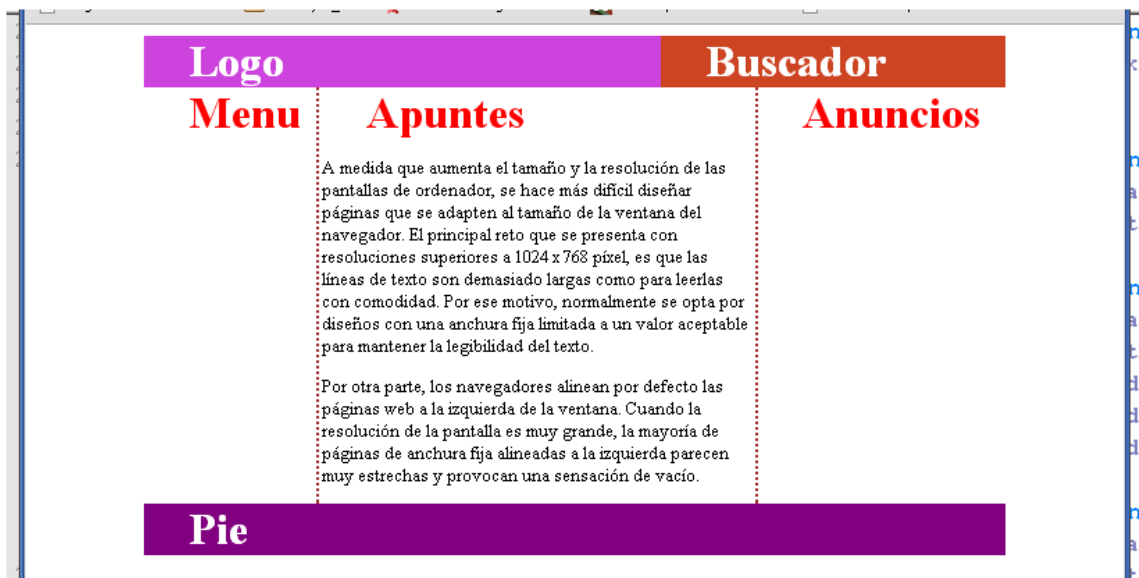 Logo Buscador
Menu Apuntes Anuncios
A medida que aumenta el tamaño y la resolución de las
pantallas de ordenador, se hace más difícil diseñar
páginas que se adapten al tamaño de la ventana del
navegador. El principal reto que se presenta con
resoluciones superiores a 1024 x 768 píxel, es que las
líneas de texto son demasiado largas como para leerlas
con comodidad. Por ese motivo, normalmente se opta por
diseños con una anchura fija limitada a un valor aceptable
para mantener la legibilidad del texto.
Por otra parte, los navegadores alinean por defecto las
páginas web a la izquierda de la ventana. Cuando la
resolución de la pantalla es muy grande, la mayoría de
páginas de anchura fija alineadas a la izquierda parecen
muy estrechas y provocan una sensación de vacío.
Pie